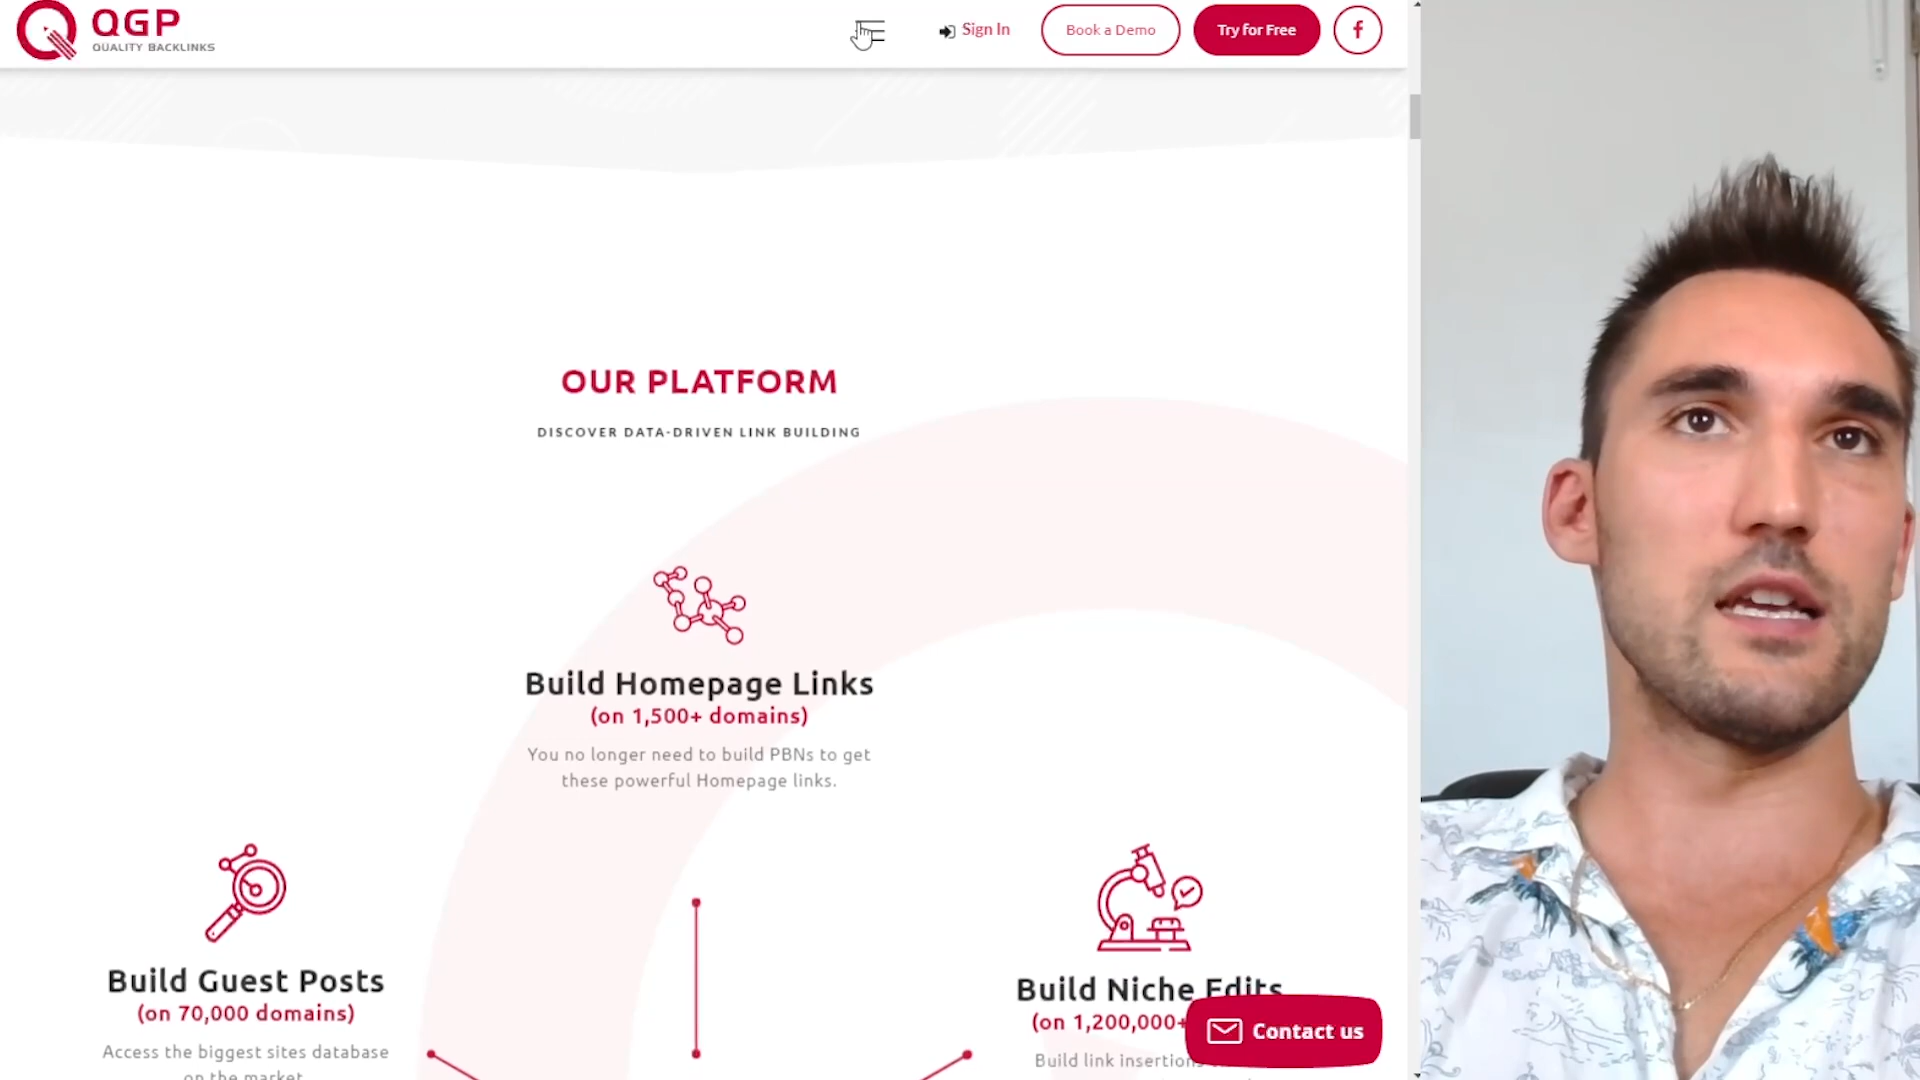 QGP
QUALITY BACKLINKS
Sign In
Book a Demo
Try for Free
OUR PLATFORM
DISCOVER DATA-DRIVEN LINK BUILDING
Build Homepage Links
(on 1,500+ domains)
You no longer need to build PBNs to get
these powerful Homepage links.
Build Guest Posts
(on 70,000 domains)
Access the biggest sites database
on the market
Build Niche Edits
(on 1,200,000+
Build link insertions
Contact us